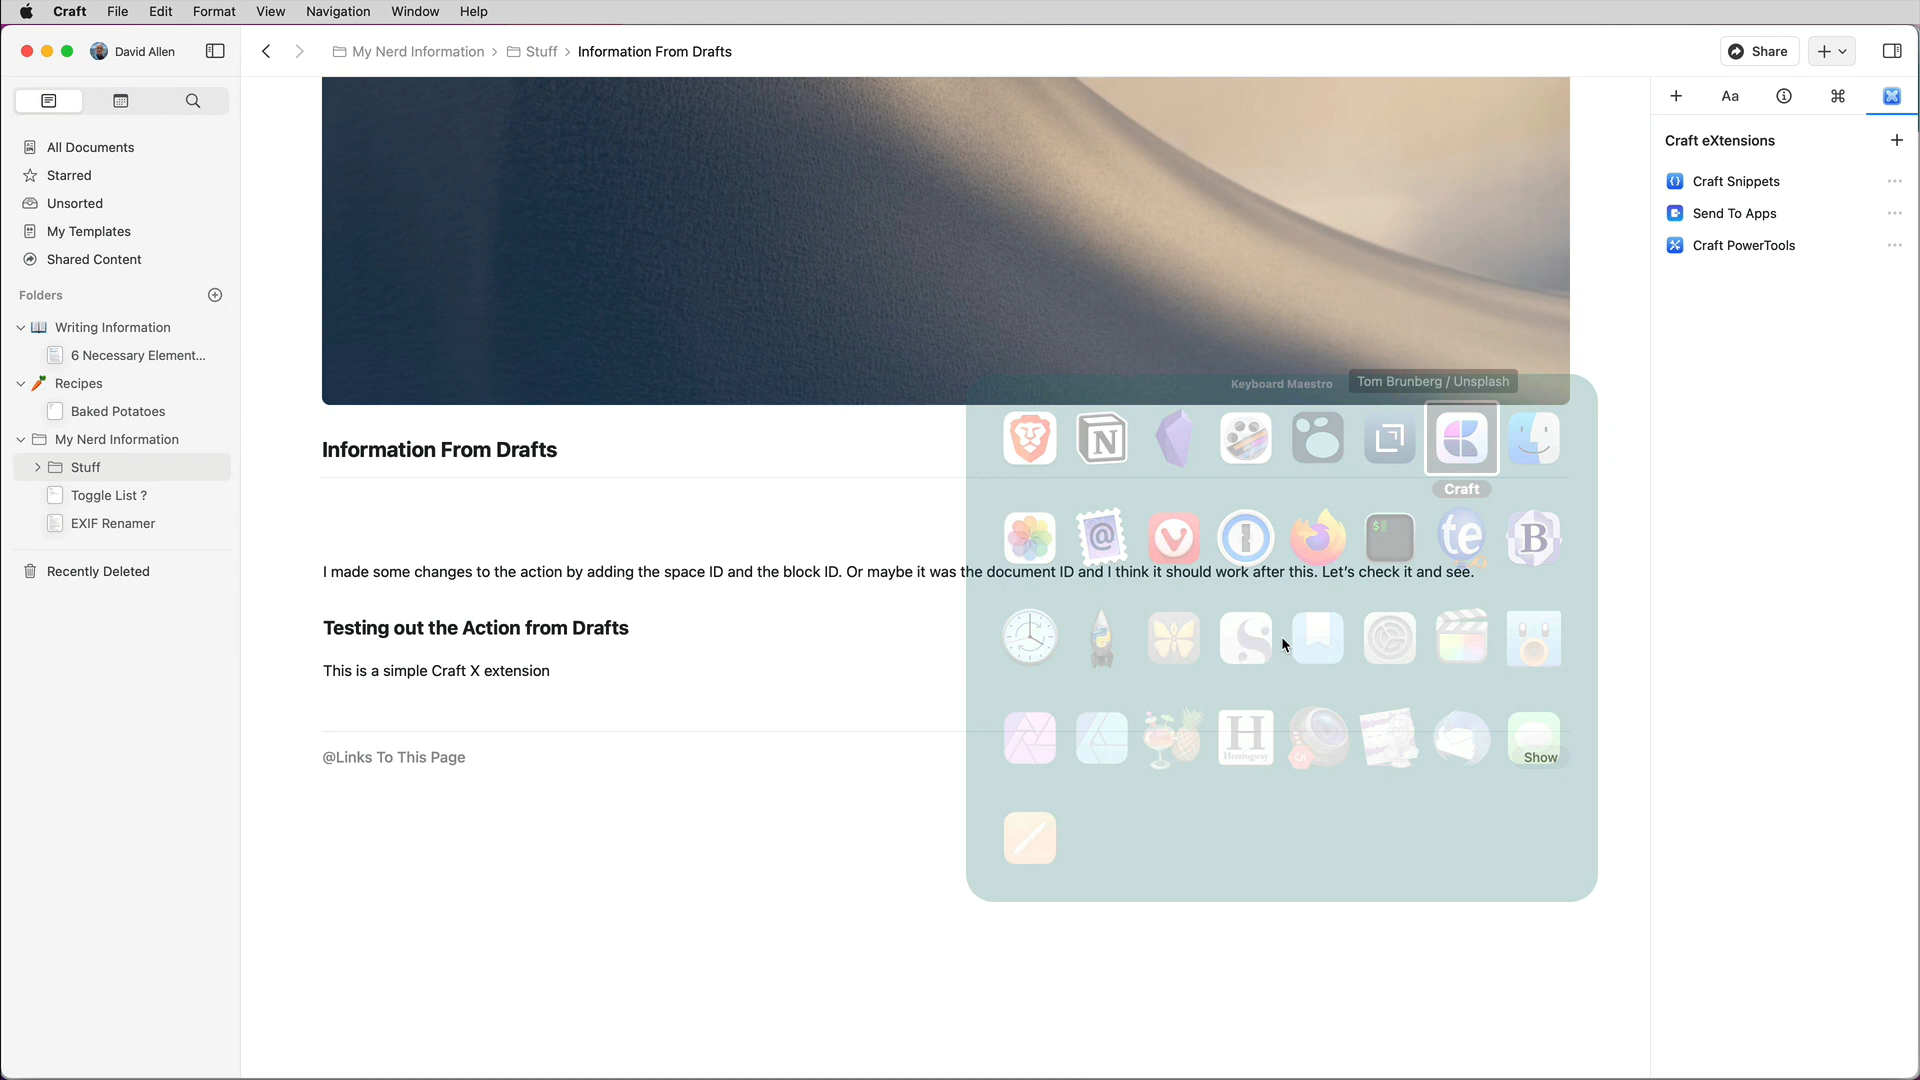 Craft File Edit Format View Navigation Window Help
David Allen
My Nerd Information > Stuff > Information From Drafts
Share
All Documents
Starred
Unsorted
My Templates
Shared Content
Folders
Writing Information
6 Necessary Element...
Recipes
Baked Potatoes
My Nerd Information
Stuff
Toggle List ?
EXIF Renamer
Recently Deleted
Keyboard Maestro
Tom Brunberg / Unsplash
Information From Drafts
Craft
I made some changes to the action by adding the space ID and the block ID. Or maybe it was the document ID and I think it should work after this. Let's check it and see.
Testing out the Action from Drafts
This is a simple Craft X extension
Hemingway
@Links To This Page
Show
Aa
Craft eXtensions
Craft Snippets
Send To Apps
Craft PowerTools